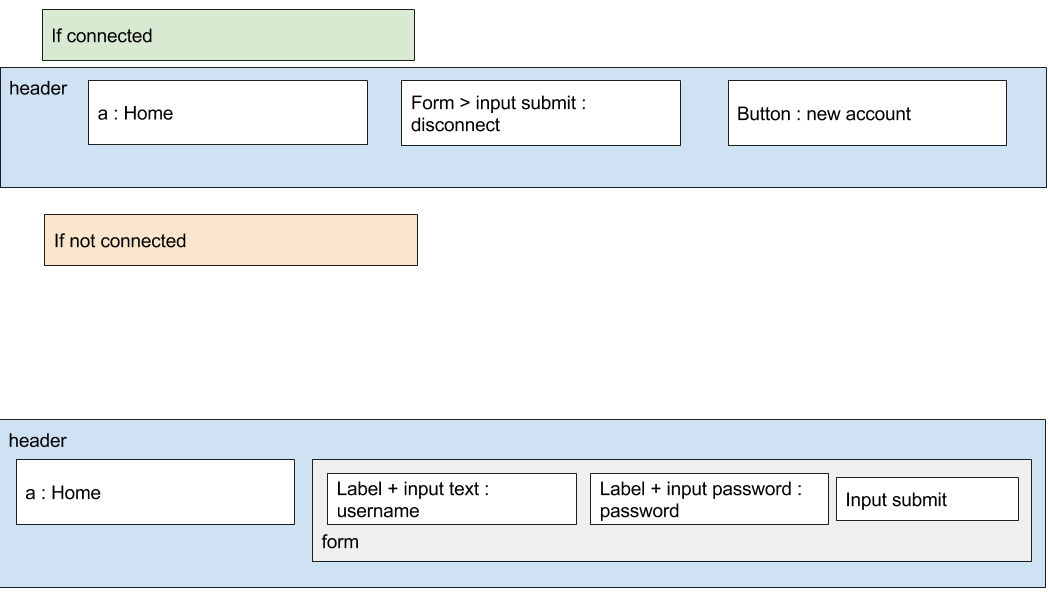 If connected
header
a : Home
Form > input submit :
disconnect
Button : new account
If not connected
header
a : Home
Label + input text :
username
Label + input password :
password
Input submit
form